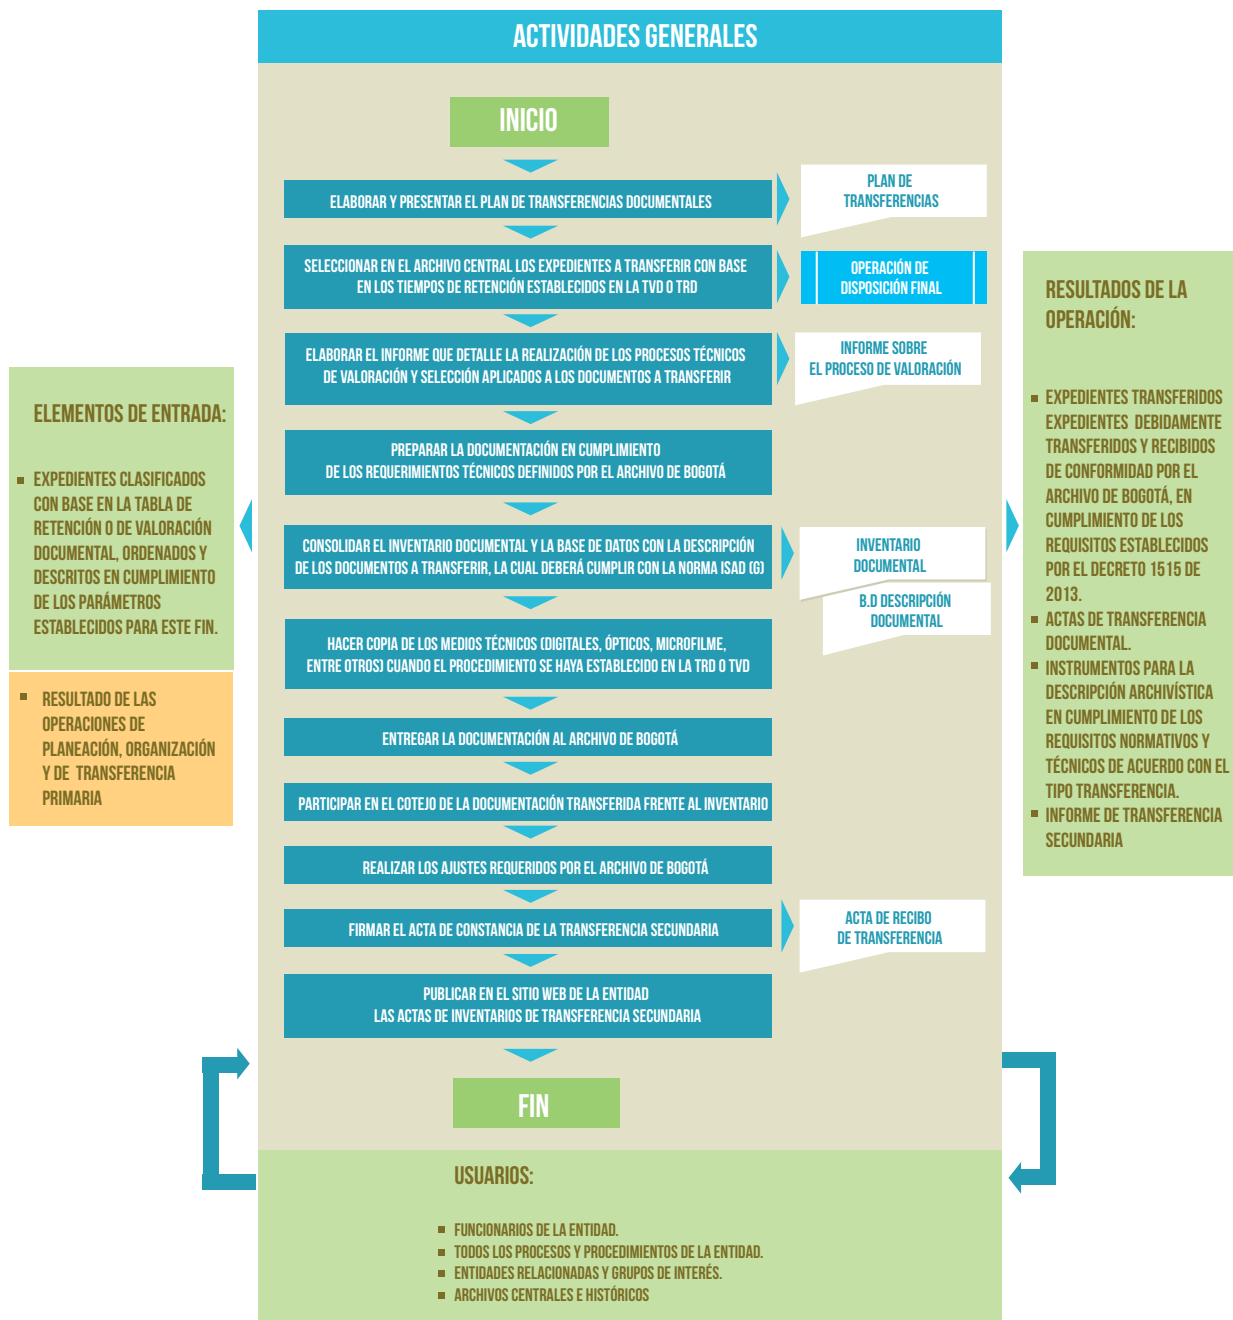 ACTIVIDADES GENERALES
INICIO
ELABORAR Y PRESENTAR EL PLAN DE TRANSFERENCIAS DOCUMENTALES
PLAN DE
TRANSFERENCIAS
SELECCIONAR EN EL ARCHIVO CENTRAL LOS EXPEDIENTES A TRANSFERIR CON BASE
EN LOS TIEMPOS DE RETENCIÓN ESTABLECIDOS EN LA TVD O TRD
OPERACIÓN DE
DISPOSICIÓN FINAL
ELABORAR EL INFORME QUE DETALLE LA REALIZACIÓN DE LOS PROCESOS TÉCNICOS
DE VALORACIÓN Y SELECCIÓN APLICADOS A LOS DOCUMENTOS A TRANSFERIR
INFORME SOBRE
EL PROCESO DE VALORACIÓN
PREPARAR LA DOCUMENTACIÓN EN CUMPLIMIENTO
DE LOS REQUERIMIENTOS TÉCNICOS DEFINIDOS POR EL ARCHIVO DE BOGOTÁ
CONSOLIDAR EL INVENTARIO DOCUMENTAL Y LA BASE DE DATOS CON LA DESCRIPCIÓN
DE LOS DOCUMENTOS A TRANSFERIR, LA CUAL DEBERÁ CUMPLIR CON LA NORMA ISAD (G)
INVENTARIO
DOCUMENTAL
B.D DESCRIPCIÓN
DOCUMENTAL
HACER COPIA DE LOS MEDIOS TÉCNICOS (DIGITALES, ÓPTICOS, MICROFILME,
ENTRE OTROS) CUANDO EL PROCEDIMIENTO SE HAYA ESTABLECIDO EN LA TRD O TVD
ENTREGAR LA DOCUMENTACIÓN AL ARCHIVO DE BOGOTÁ
PARTICIPAR EN EL COTEJO DE LA DOCUMENTACIÓN TRANSFERIDA FRENTE AL INVENTARIO
REALIZAR LOS AJUSTES REQUERIDOS POR EL ARCHIVO DE BOGOTÁ
FIRMAR EL ACTA DE CONSTANCIA DE LA TRANSFERENCIA SECUNDARIA
ACTA DE RECIBO
DE TRANSFERENCIA
PUBLICAR EN EL SITIO WEB DE LA ENTIDAD
LAS ACTAS DE INVENTARIOS DE TRANSFERENCIA SECUNDARIA
FIN
ELEMENTOS DE ENTRADA:
▪ EXPEDIENTES CLASIFICADOS
CON BASE EN LA TABLA DE
RETENCIÓN O DE VALORACIÓN
DOCUMENTAL, ORDENADOS Y
DESCRITOS EN CUMPLIMIENTO
DE LOS PARÁMETROS
ESTABLECIDOS PARA ESTE FIN.
▪ RESULTADO DE LAS
OPERACIONES DE
PLANEACIÓN, ORGANIZACIÓN
Y DE TRANSFERENCIA
PRIMARIA
RESULTADOS DE LA
OPERACIÓN:
▪ EXPEDIENTES TRANSFERIDOS
EXPEDIENTES DEBIDAMENTE
TRANSFERIDOS Y RECIBIDOS
DE CONFORMIDAD POR EL
ARCHIVO DE BOGOTÁ, EN
CUMPLIMIENTO DE LOS
REQUISITOS ESTABLECIDOS
POR EL DECRETO 1515 DE
2013.
▪ ACTAS DE TRANSFERENCIA
DOCUMENTAL.
▪ INSTRUMENTOS PARA LA
DESCRIPCIÓN ARCHIVÍSTICA
EN CUMPLIMIENTO DE LOS
REQUISITOS NORMATIVOS Y
TÉCNICOS DE ACUERDO CON EL
TIPO TRANSFERENCIA.
▪ INFORME DE TRANSFERENCIA
SECUNDARIA
USUARIOS:
▪ FUNCIONARIOS DE LA ENTIDAD.
▪ TODOS LOS PROCESOS Y PROCEDIMIENTOS DE LA ENTIDAD.
▪ ENTIDADES RELACIONADAS Y GRUPOS DE INTERÉS.
▪ ARCHIVOS CENTRALES E HISTÓRICOS